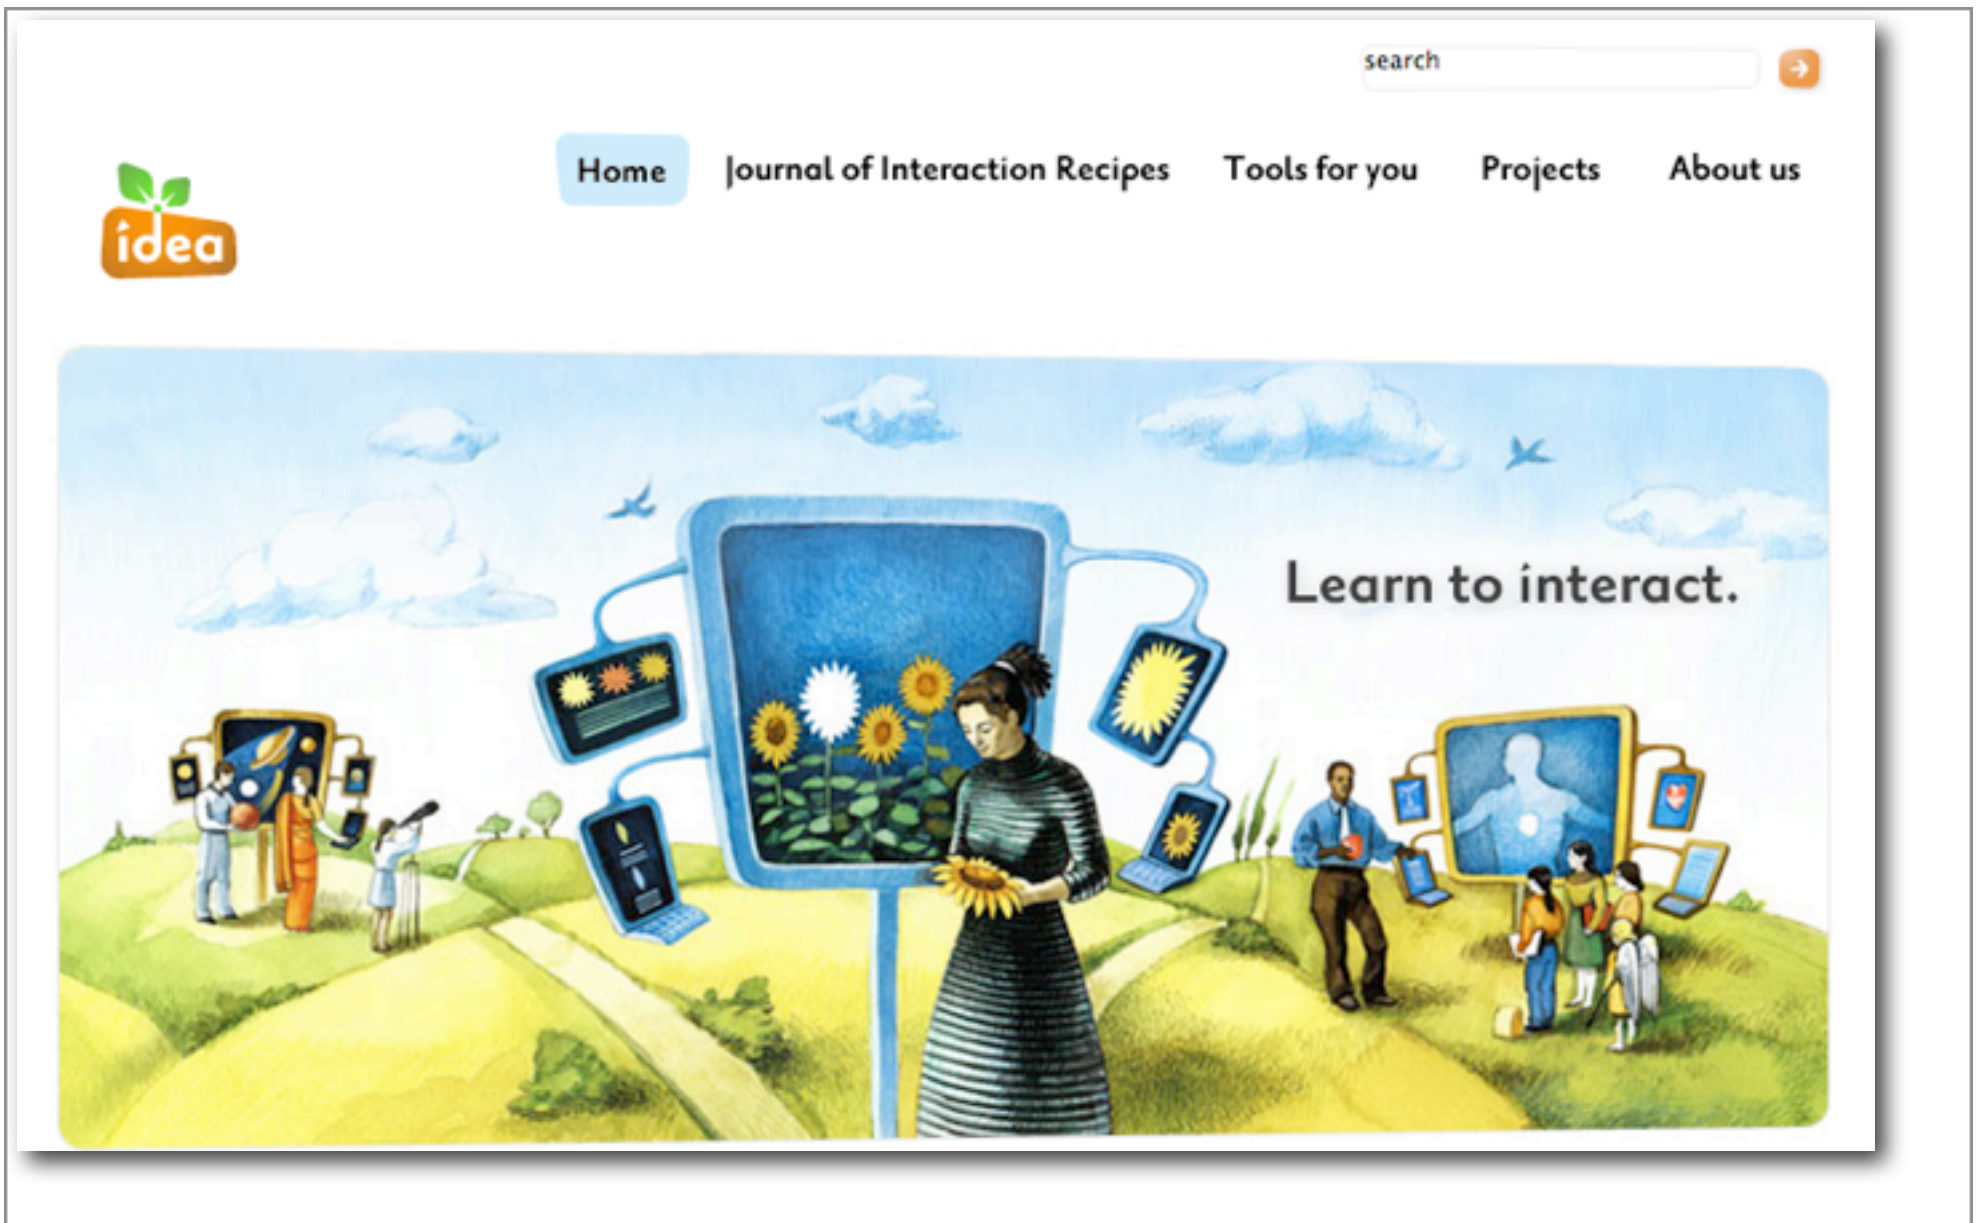 search
Home Journal of Interaction Recipes Tools for you Projects About us
idea
Learn to interact.